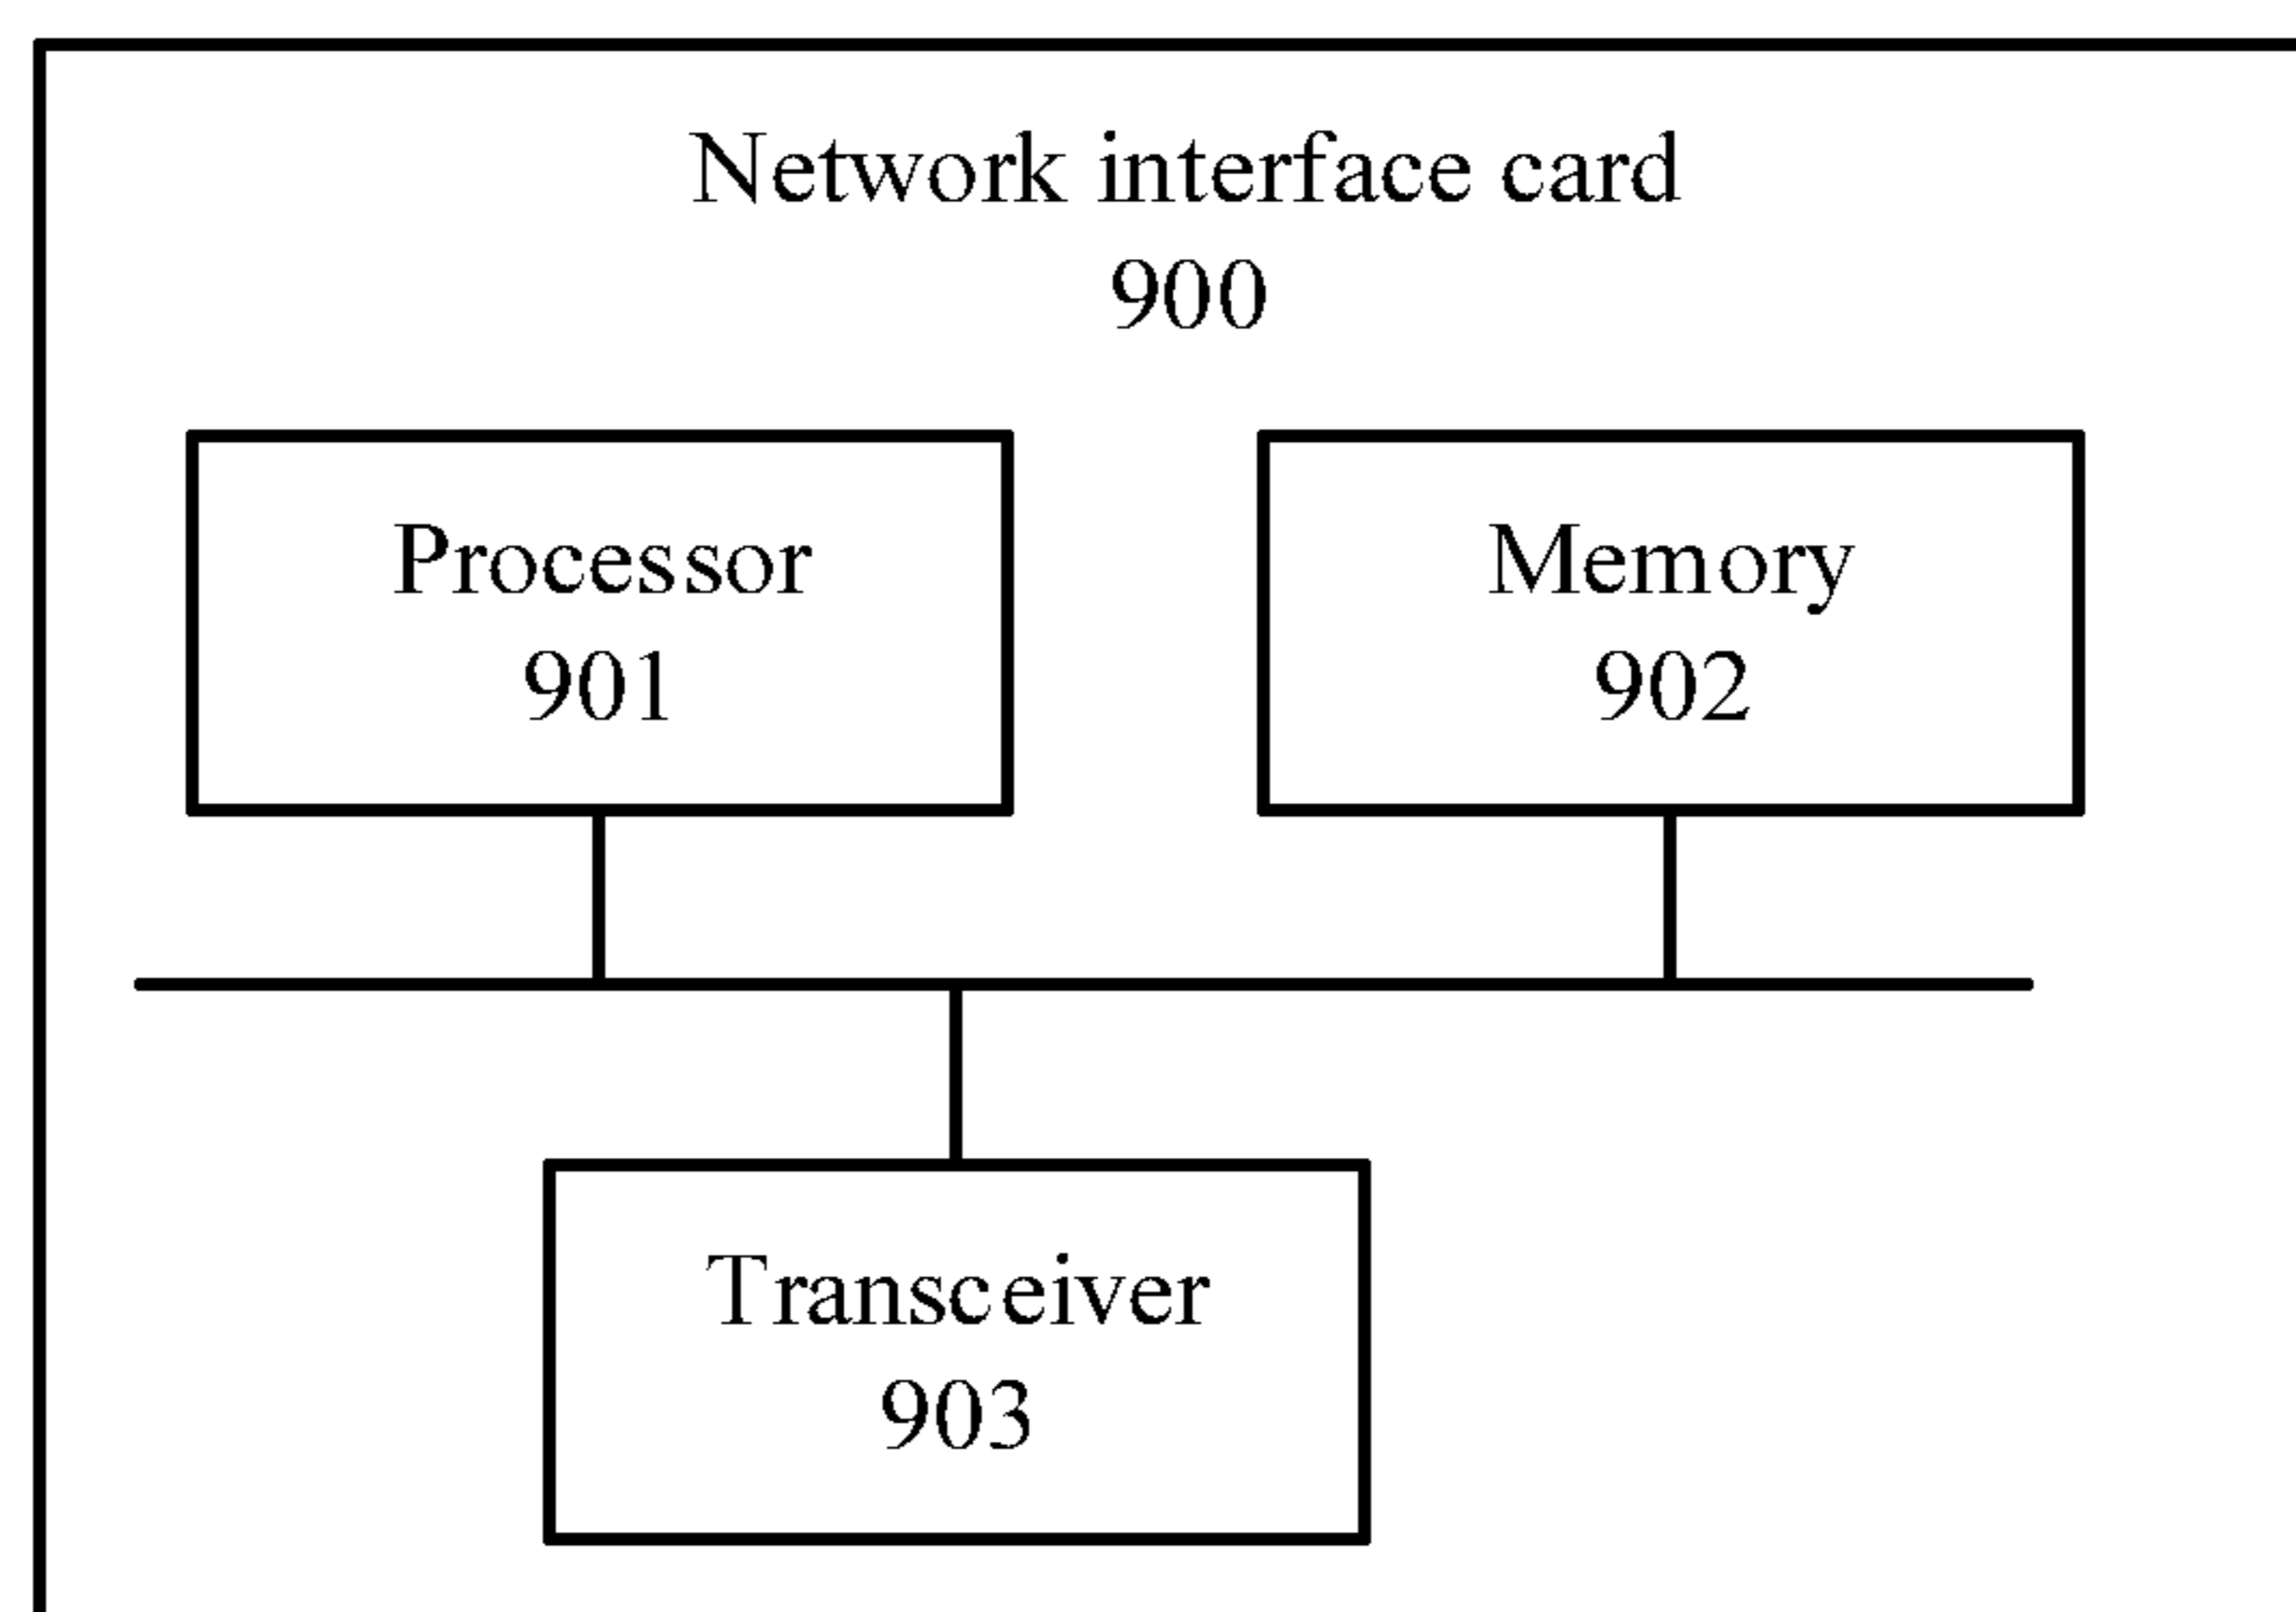 Network interface card
900
Processor
901
Memory
902
Transceiver
903